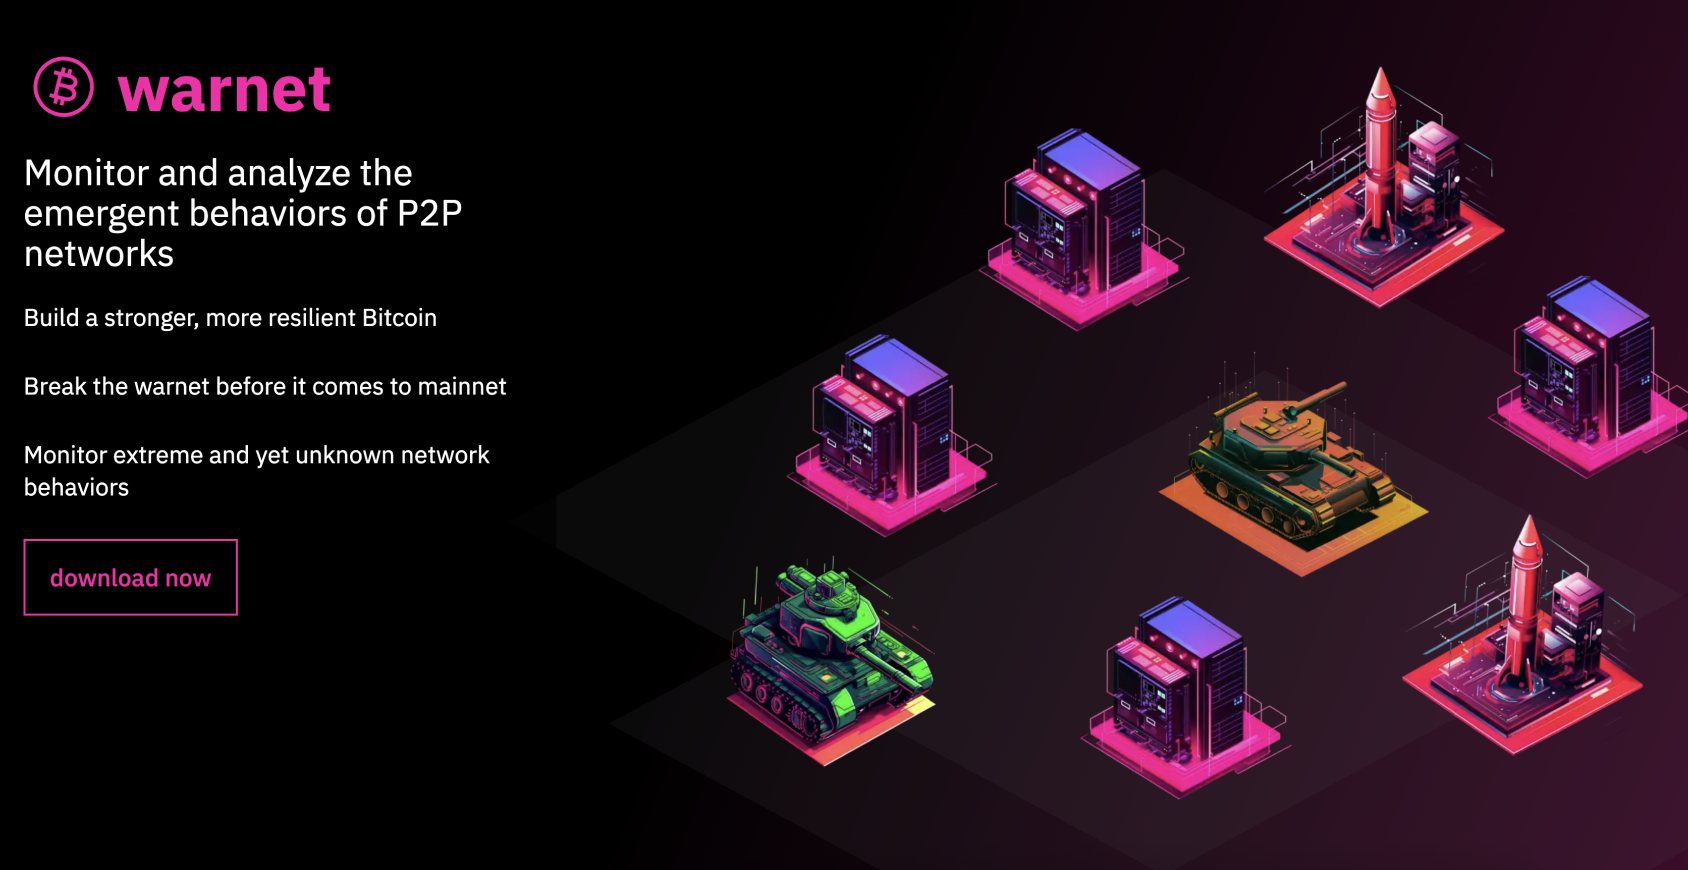 warnet
Monitor and analyze the
emergent behaviors of P2P
networks
Build a stronger, more resilient Bitcoin
Break the warnet before it comes to mainnet
Monitor extreme and yet unknown network
behaviors
download now